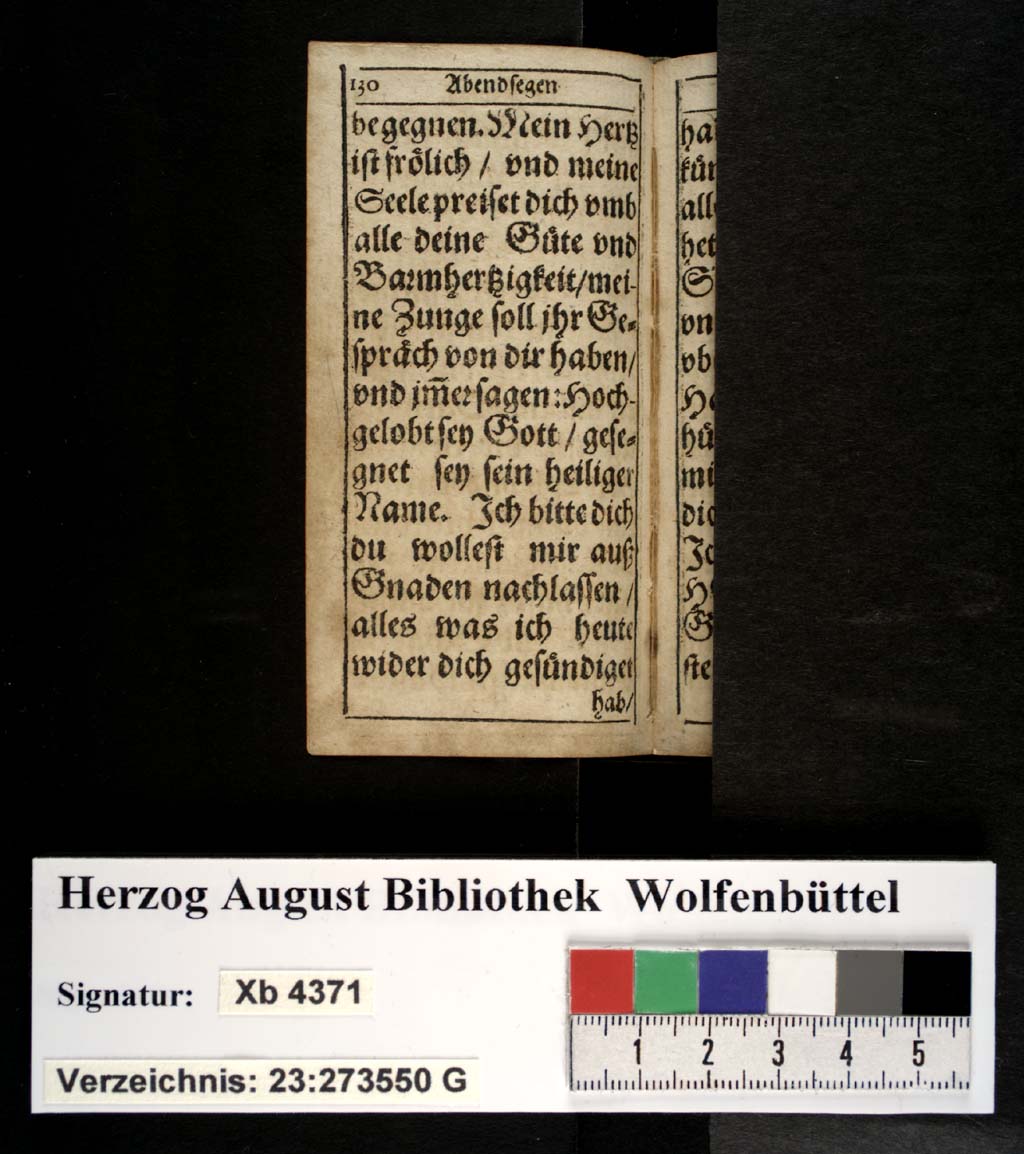 130 Abendsegen
begegnen. Mein Hertz
ist frölich / vnd meine
Seele preiset dich vmb
alle deine Güte vnd
Barmhertzigkeit/mei-
ne Zunge soll jhr Ge-
spräch von dir haben/
vnd jm̅er sagen: Hoch-
gelobt sey Gott / gese-
gnet sey sein heiliger
Name. Ich bitte dich
du wollest mir auß
Gnaden nachlassen /
alles was ich heute
wider dich gesündiget
hab/
Herzog August Bibliothek Wolfenbüttel
Signatur: Xb 4371
Verzeichnis: 23:273550 G
1 2 3 4 5